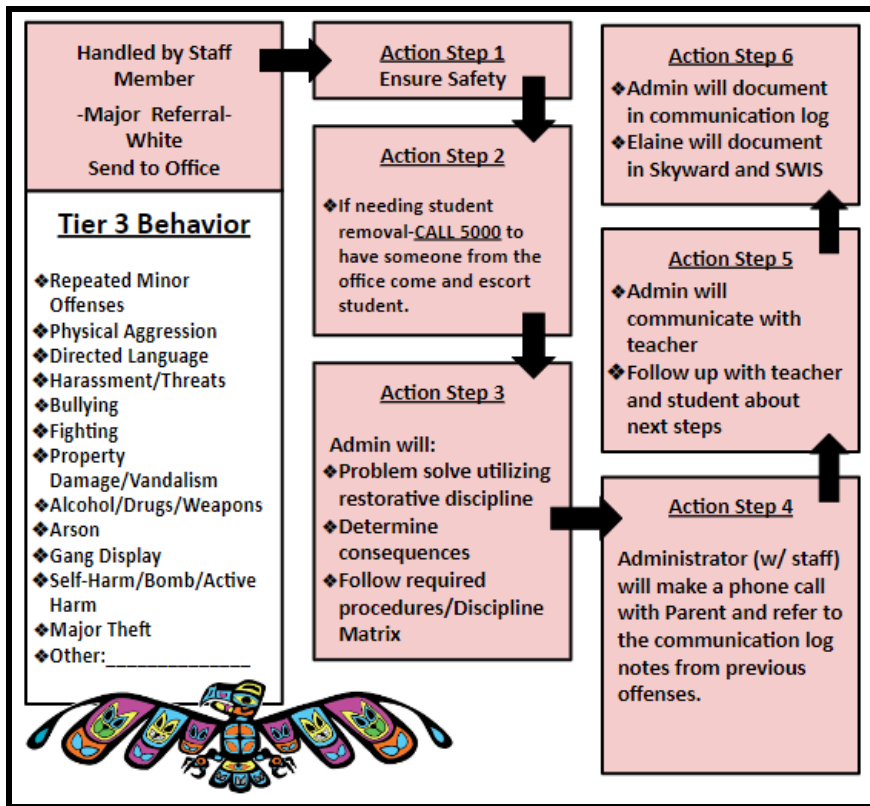 Handled by Staff
Member
-Major Referral-
White
Send to Office
Tier 3 Behavior
❖Repeated Minor
Offenses
❖Physical Aggression
❖Directed Language
❖Harassment/Threats
❖Bullying
❖Fighting
❖Property
Damage/Vandalism
❖Alcohol/Drugs/Weapons
❖Arson
❖Gang Display
❖Self-Harm/Bomb/Active
Harm
❖Major Theft
❖Other:______________
Action Step 1
Ensure Safety
Action Step 2
❖If needing student
removal-CALL 5000 to
have someone from the
office come and escort
student.
Action Step 3
Admin will:
❖Problem solve utilizing
restorative discipline
❖Determine
consequences
❖Follow required
procedures/Discipline
Matrix
Action Step 4
Administrator (w/ staff)
will make a phone call
with Parent and refer to
the communication log
notes from previous
offenses.
Action Step 5
❖Admin will
communicate with
teacher
❖Follow up with teacher
and student about
next steps
Action Step 6
❖Admin will document
in communication log
❖Elaine will document
in Skyward and SWIS